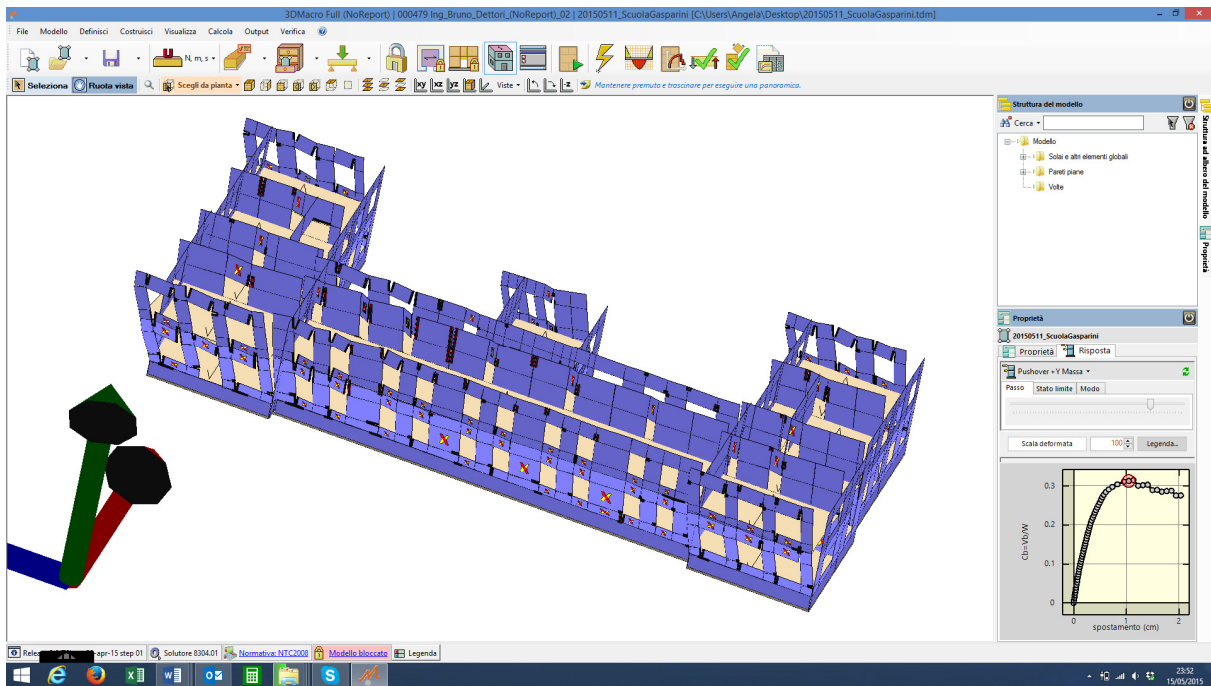 3DMacro Full (NoReport) | 000479 Ing_Bruno_Dettori_(NoReport)_02 | 20150511_ScuolaGasparini [C:\Users\Angela\Desktop\20150511_ScuolaGasparini.tdm]
File Modello Definisci Costruisci Visualizza Calcola Output Verifica
N, m, s
Seleziona Ruota vista Scegli da pianta xy xz yz Viste -z Mantenere premuto e trascinare per eseguire una panoramica.
Struttura del modello
Cerca
Modello
Solai e altri elementi globali
Pareti piane
Volte
Struttura ad albero del modello
Proprietà
Proprietà
20150511_ScuolaGasparini
Proprietà Risposta
Pushover +Y Massa
Passo Stato limite Modo
Scala deformata 100 Legenda...
Cb=Vb/W
0.3
0.2
0.1
0
0 1 2
spostamento (cm)
-apr-15 step 01 Solutore 8304.01 Normativa: NTC2008 Modello bloccato Legenda
23:52
15/05/2015